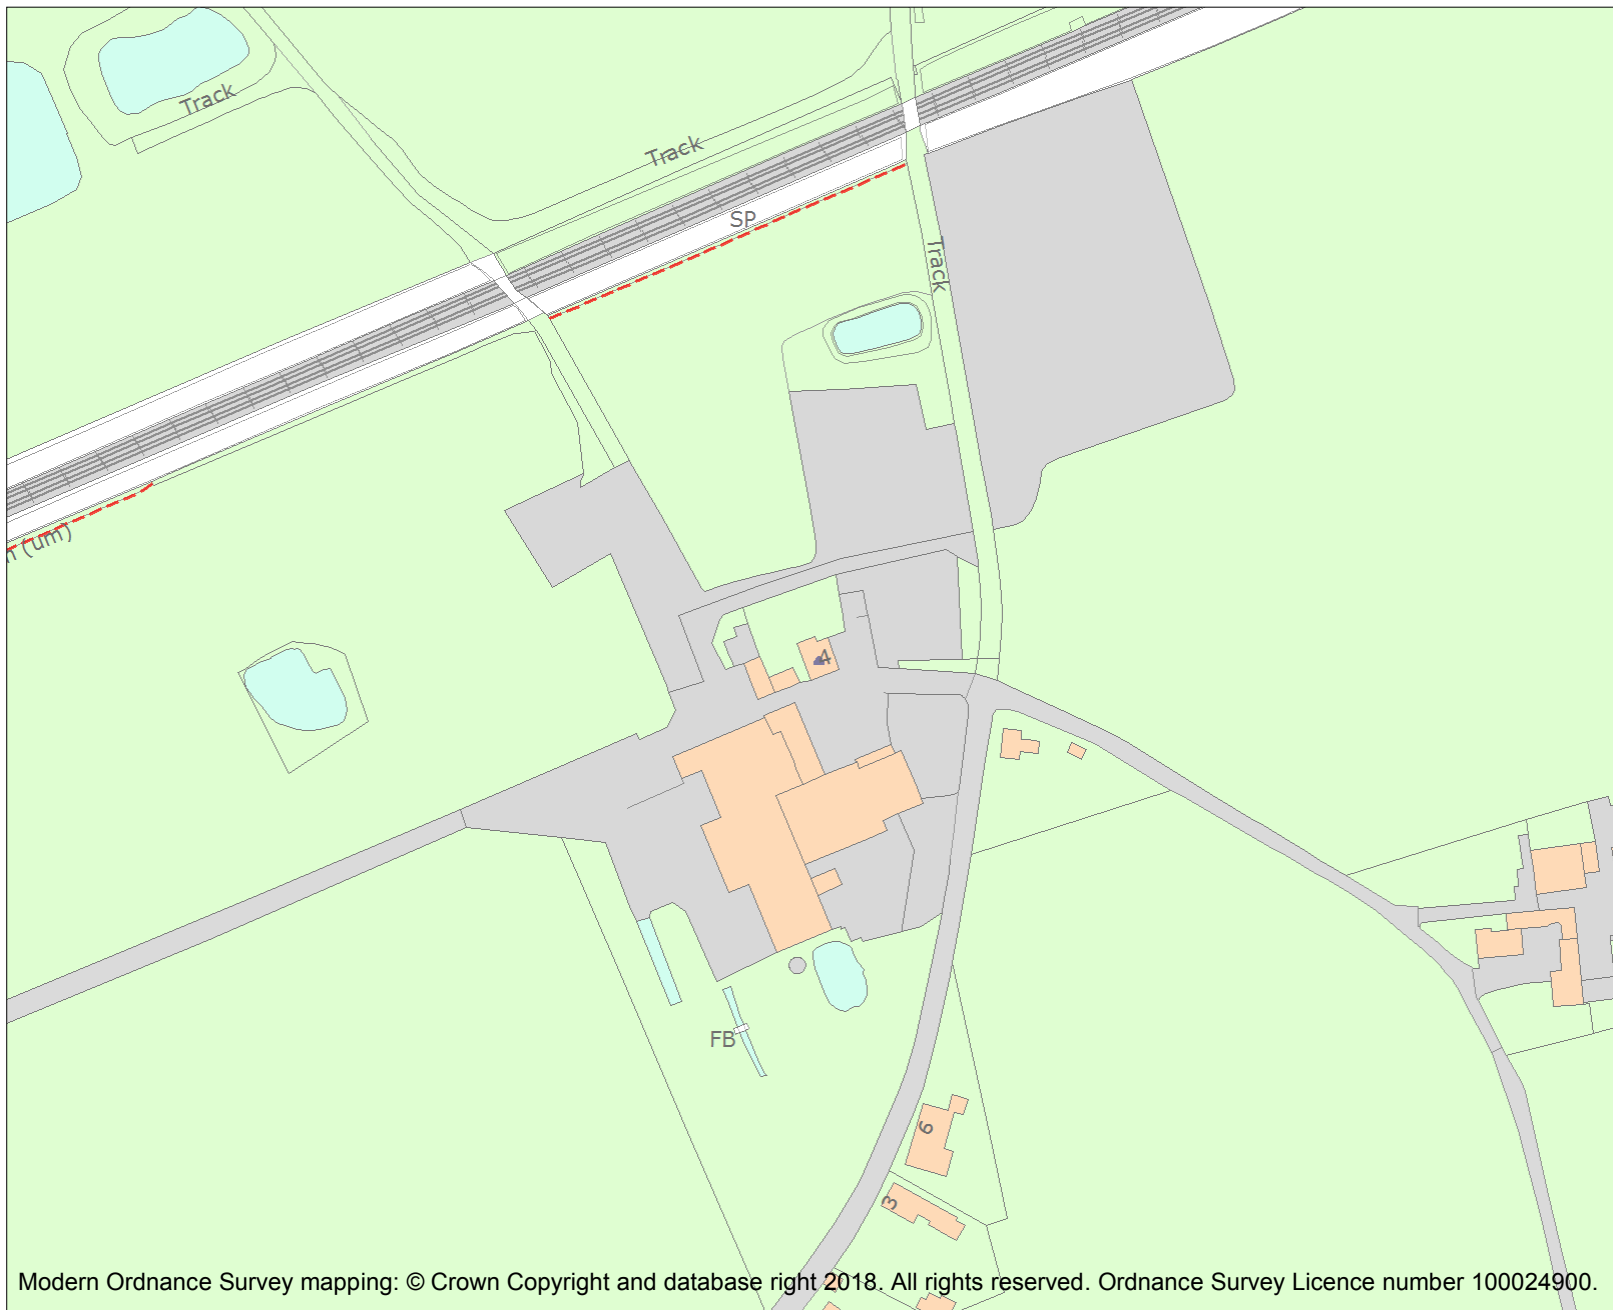 Track
Track
SP
Track
(um)
4
FB
6
3
Modern Ordnance Survey mapping: © Crown Copyright and database right 2018. All rights reserved. Ordnance Survey Licence number 100024900.